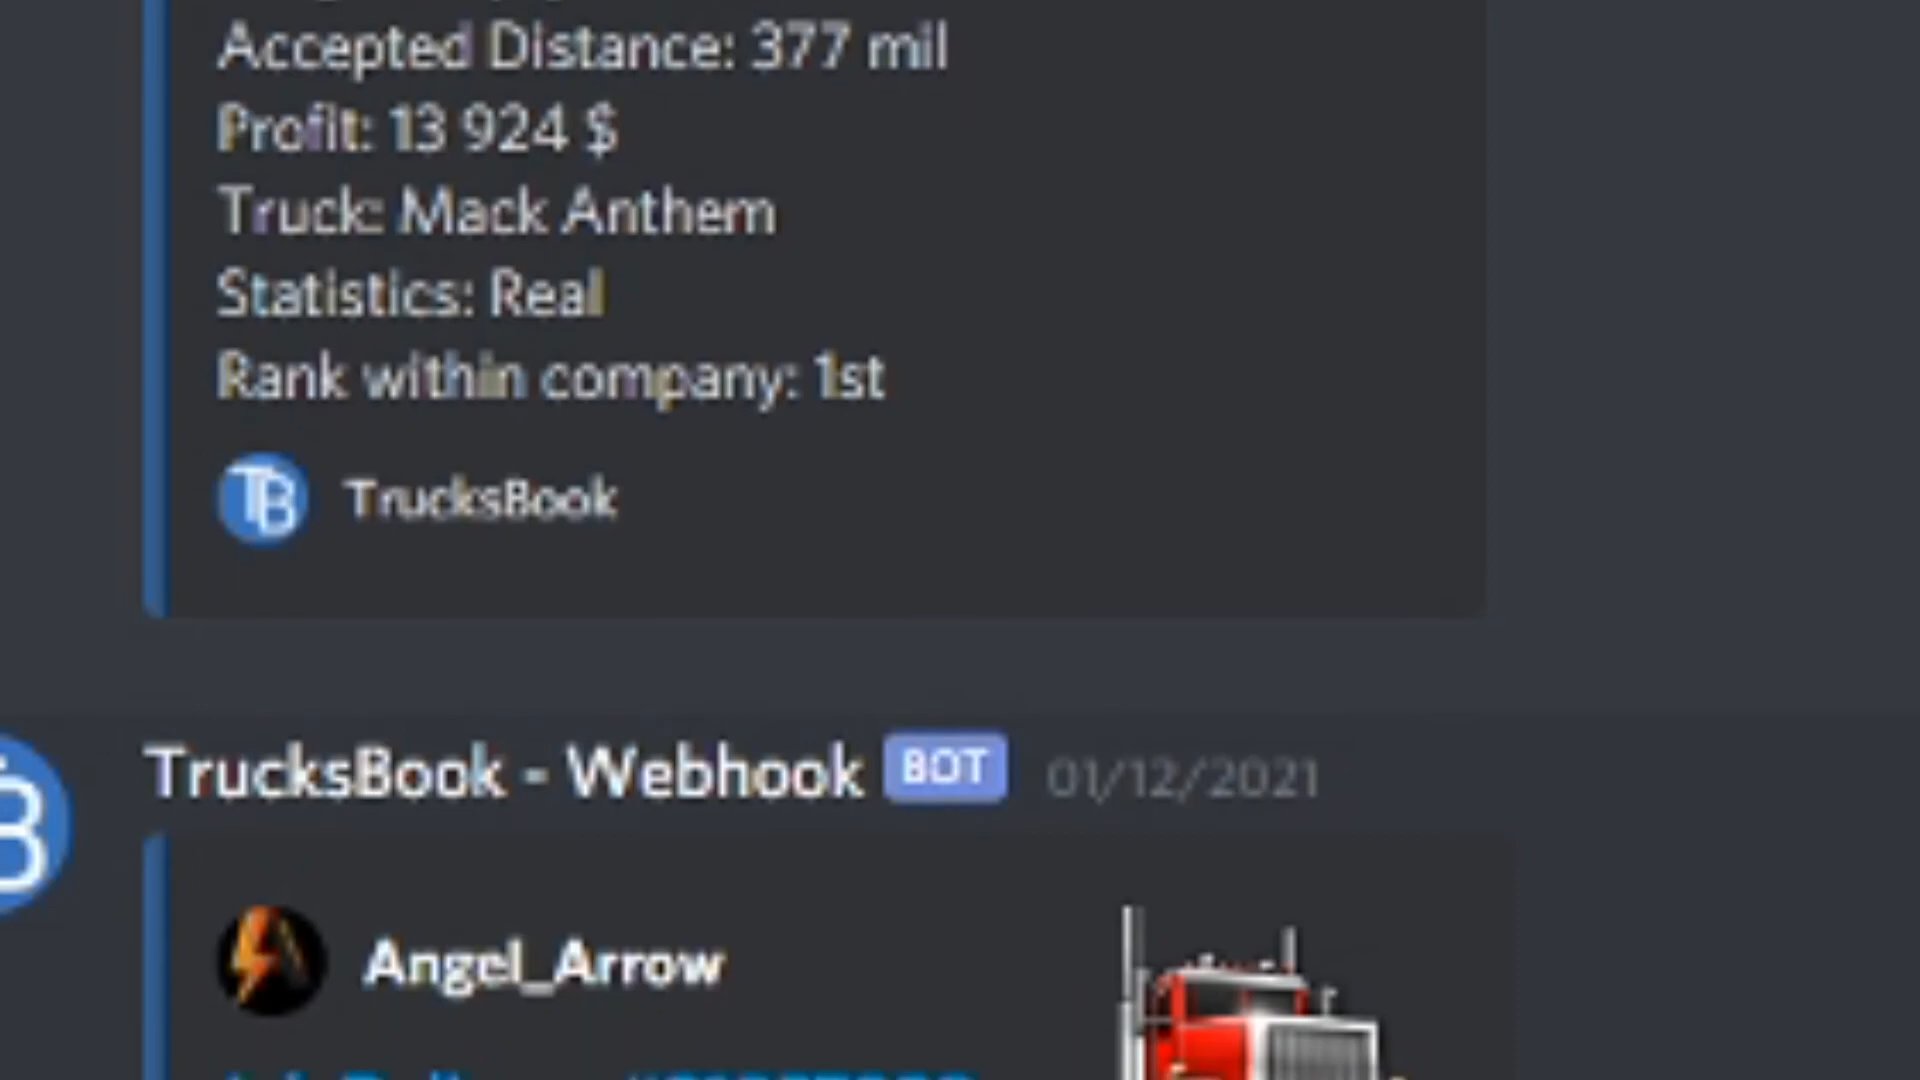 Accepted Distance: 377 mil
Profit: 13 924 $
Truck: Mack Anthem
Statistics: Real
Rank within company: 1st
TB TrucksBook
TrucksBook - Webhook BOT 01/12/2021
B
Angel_Arrow